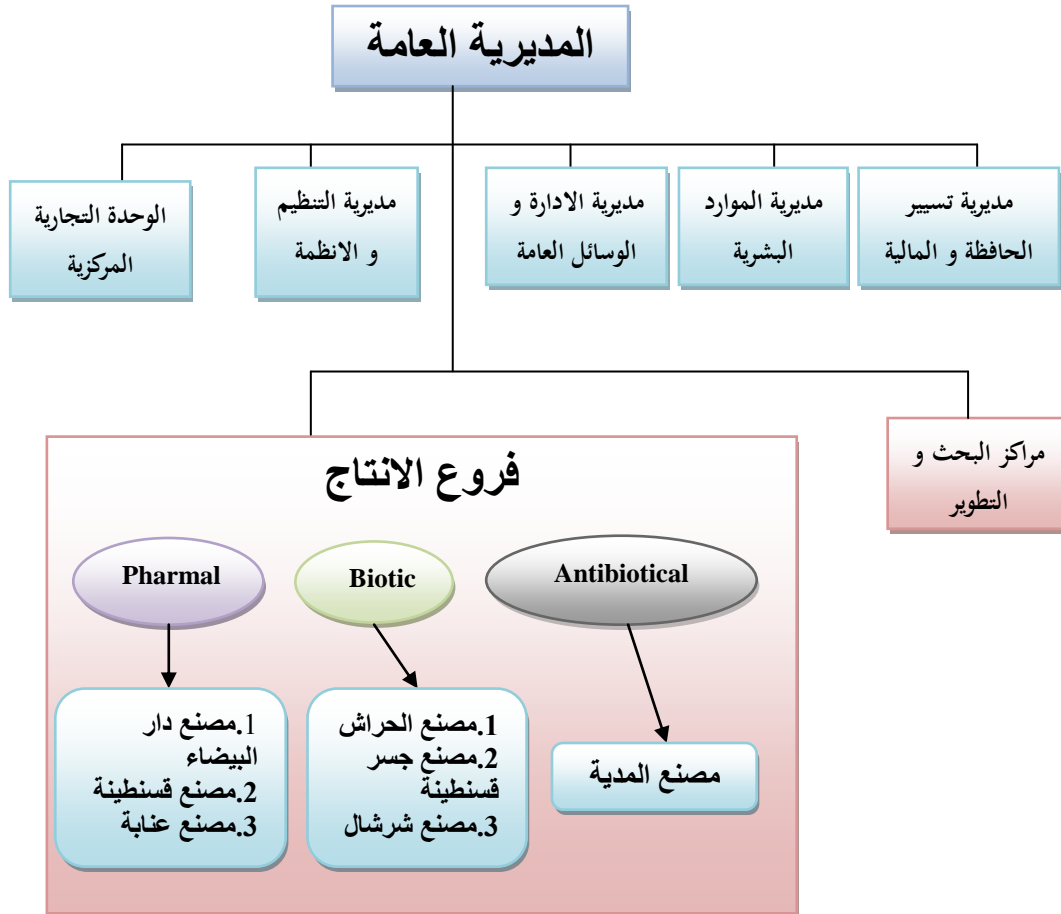 المديرية العامة
مديرية تسيير
الحافظة و المالية
مديرية الموارد
البشرية
مديرية الادارة و
الوسائل العامة
مديرية التنظيم
و الانظمة
الوحدة التجارية
المركزية
مراكز البحث و
التطوير
فروع الانتاج
Antibiotical
Biotic
Pharmal
مصنع المدية
1.مصنع الحراش
2.مصنع جسر
قسنطينة
3.مصنع شرشال
1.مصنع دار
البيضاء
2.مصنع قسنطينة
3.مصنع عنابة